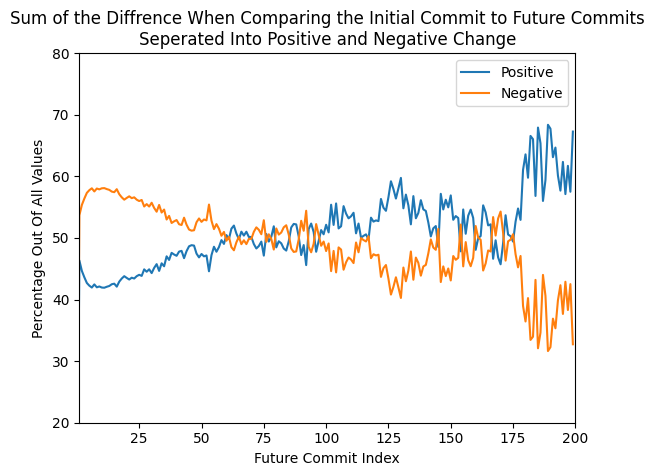 Sum of the Diffrence When Comparing the Initial Commit to Future Commits
Seperated Into Positive and Negative Change
Positive
Negative
Percentage Out Of All Values
80
70
60
50
40
30
20
25
50
75
100
125
150
175
200
Future Commit Index